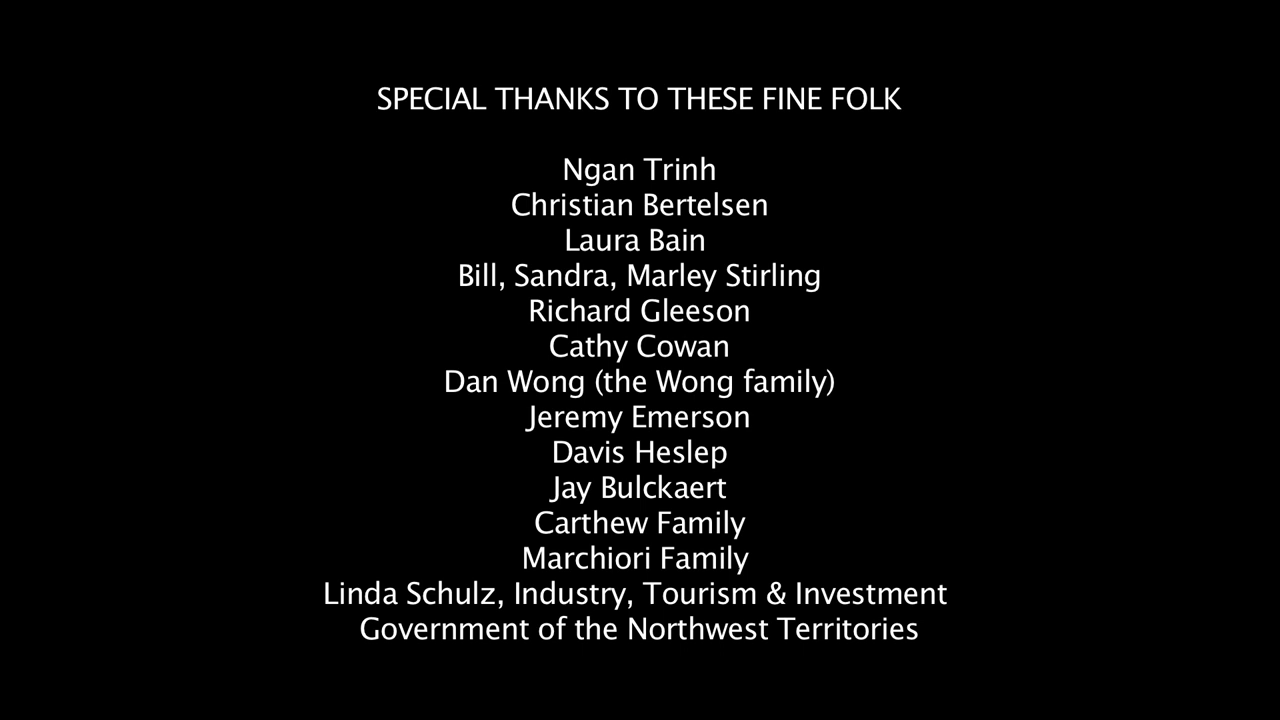 SPECIAL THANKS TO THESE FINE FOLK
Ngan Trinh
Christian Bertelsen
Laura Bain
Bill, Sandra, Marley Stirling
Richard Gleeson
Cathy Cowan
Dan Wong (the Wong family)
Jeremy Emerson
Davis Heslep
Jay Bulckaert
Carthew Family
Marchiori Family
Linda Schulz, Industry, Tourism & Investment
Government of the Northwest Territories